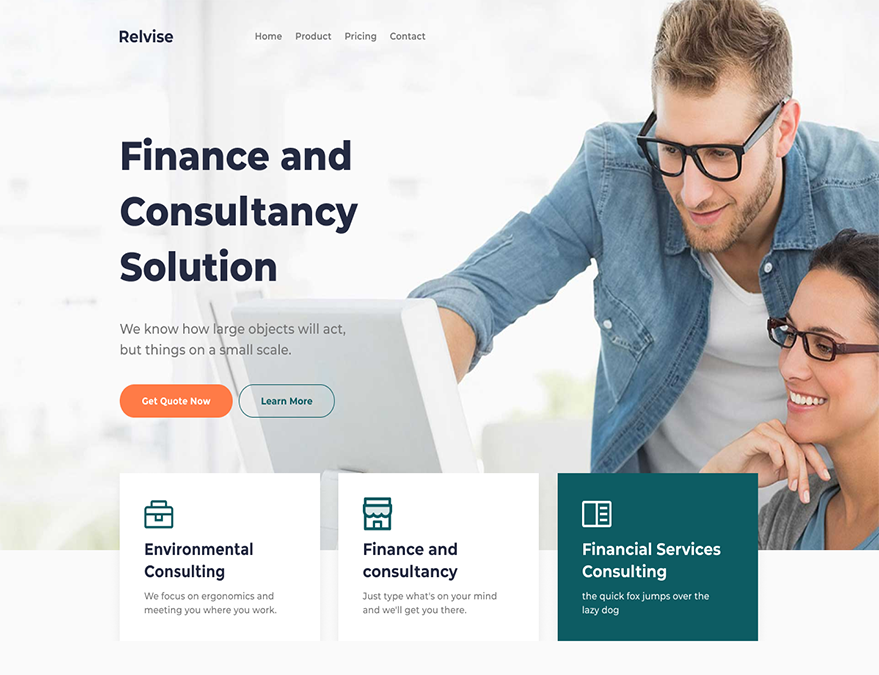 Relvise
Home Product Pricing Contact
Finance and
Consultancy
Solution
We know how large objects will act,
but things on a small scale.
Get Quote Now
Learn More
Environmental
Consulting
We focus on ergonomics and
meeting you where you work.
Finance and
consultancy
Just type what's on your mind
and we'll get you there.
Financial Services
Consulting
the quick fox jumps over the
lazy dog